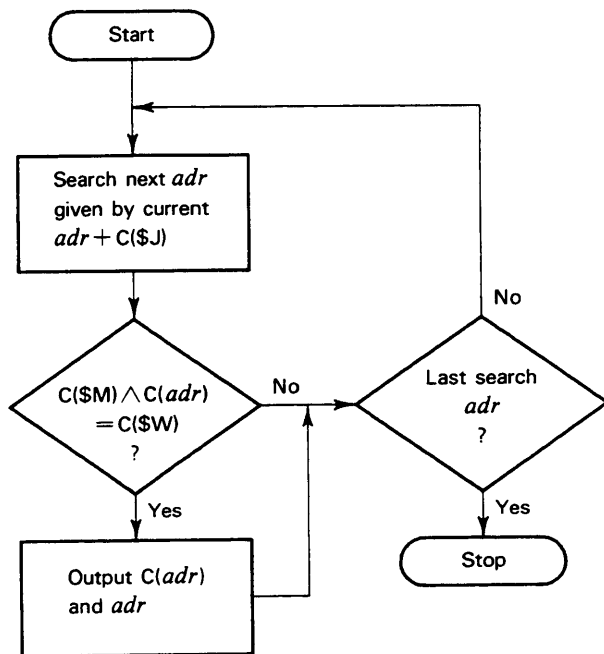 Start
Search next adr
given by current
adr + C($J)
No
C($M) ∧ C(adr)
= C($W)
?
No
Last search
adr
?
Yes
Yes
Output C(adr)
and adr
Stop